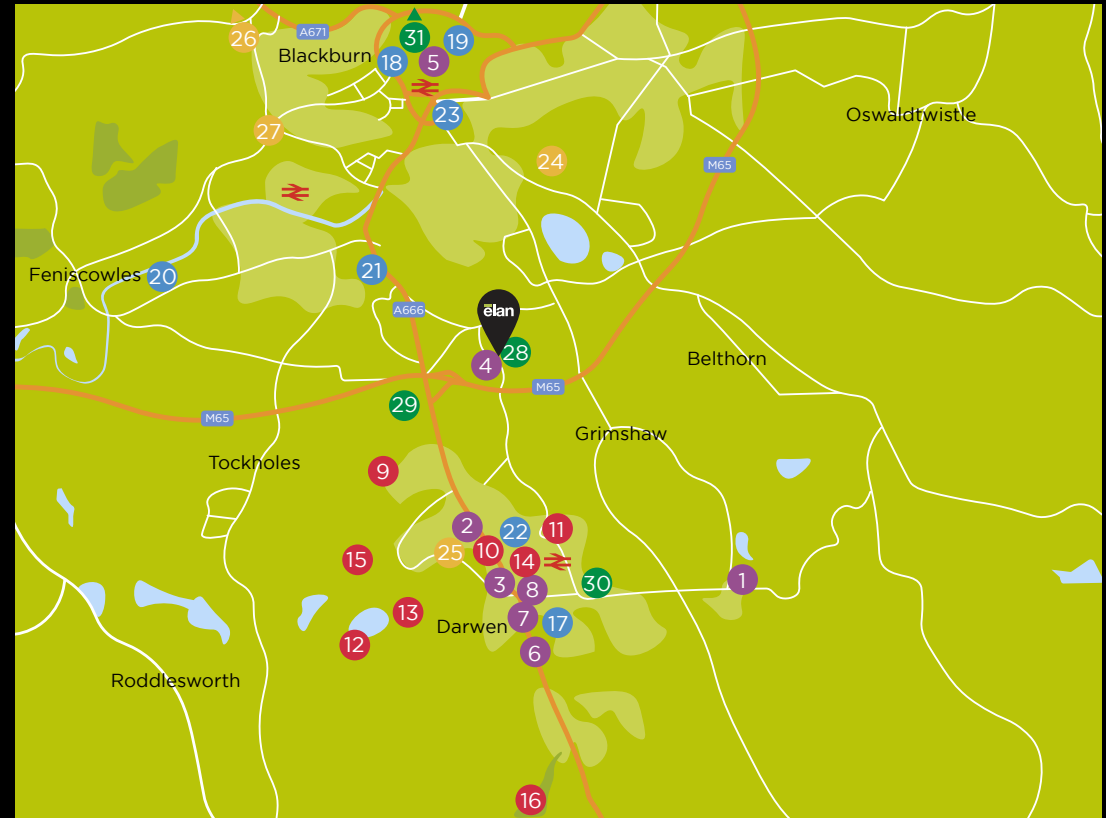 A671
26
31
19
Blackburn
18
5
23
Oswaldtwistle
27
24
M65
Feniscowles
20
21
A666
ēlan
28
4
Belthorn
M65
29
M65
Grimshaw
Tockholes
9
2
22
11
25
10
14
15
3
8
30
1
13
7
17
Darwen
12
6
Roddlesworth
16